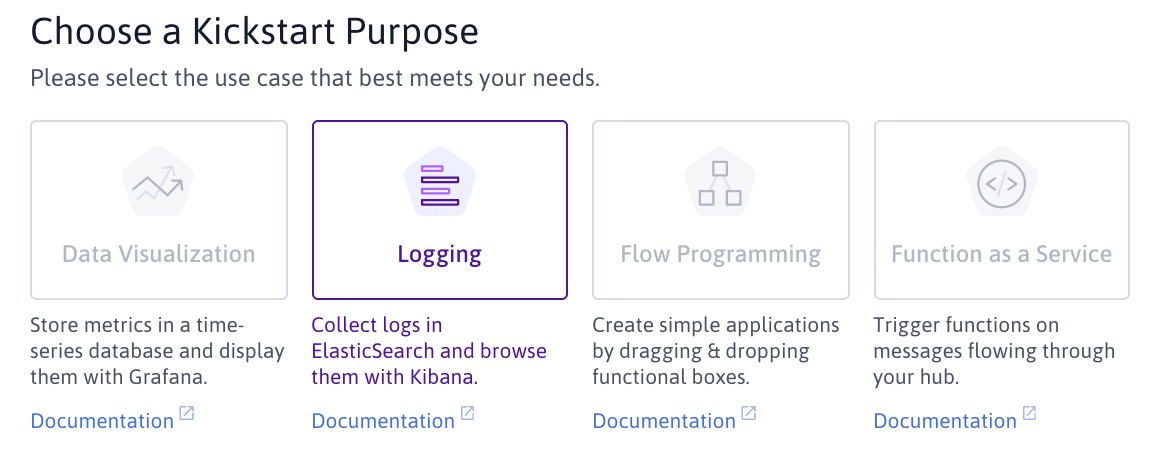 Choose a Kickstart Purpose
Please select the use case that best meets your needs.
Data Visualization
Store metrics in a time-
series database and display
them with Grafana.
Documentation
Logging
Collect logs in
ElasticSearch and browse
them with Kibana.
Documentation
Flow Programming
Create simple applications
by dragging & dropping
functional boxes.
Documentation
Function as a Service
Trigger functions on
messages flowing through
your hub.
Documentation